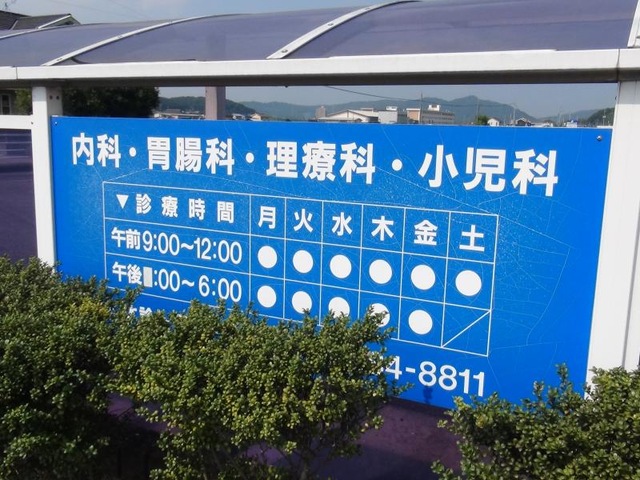 内科・胃腸科・理療科・小児科
▼診療時間 月 火 水 木 金 土
午前9:00~12:00 ● ● ● ● ● ●
午後 :00~6:00 ● ● ● ● ● ／
4-8811